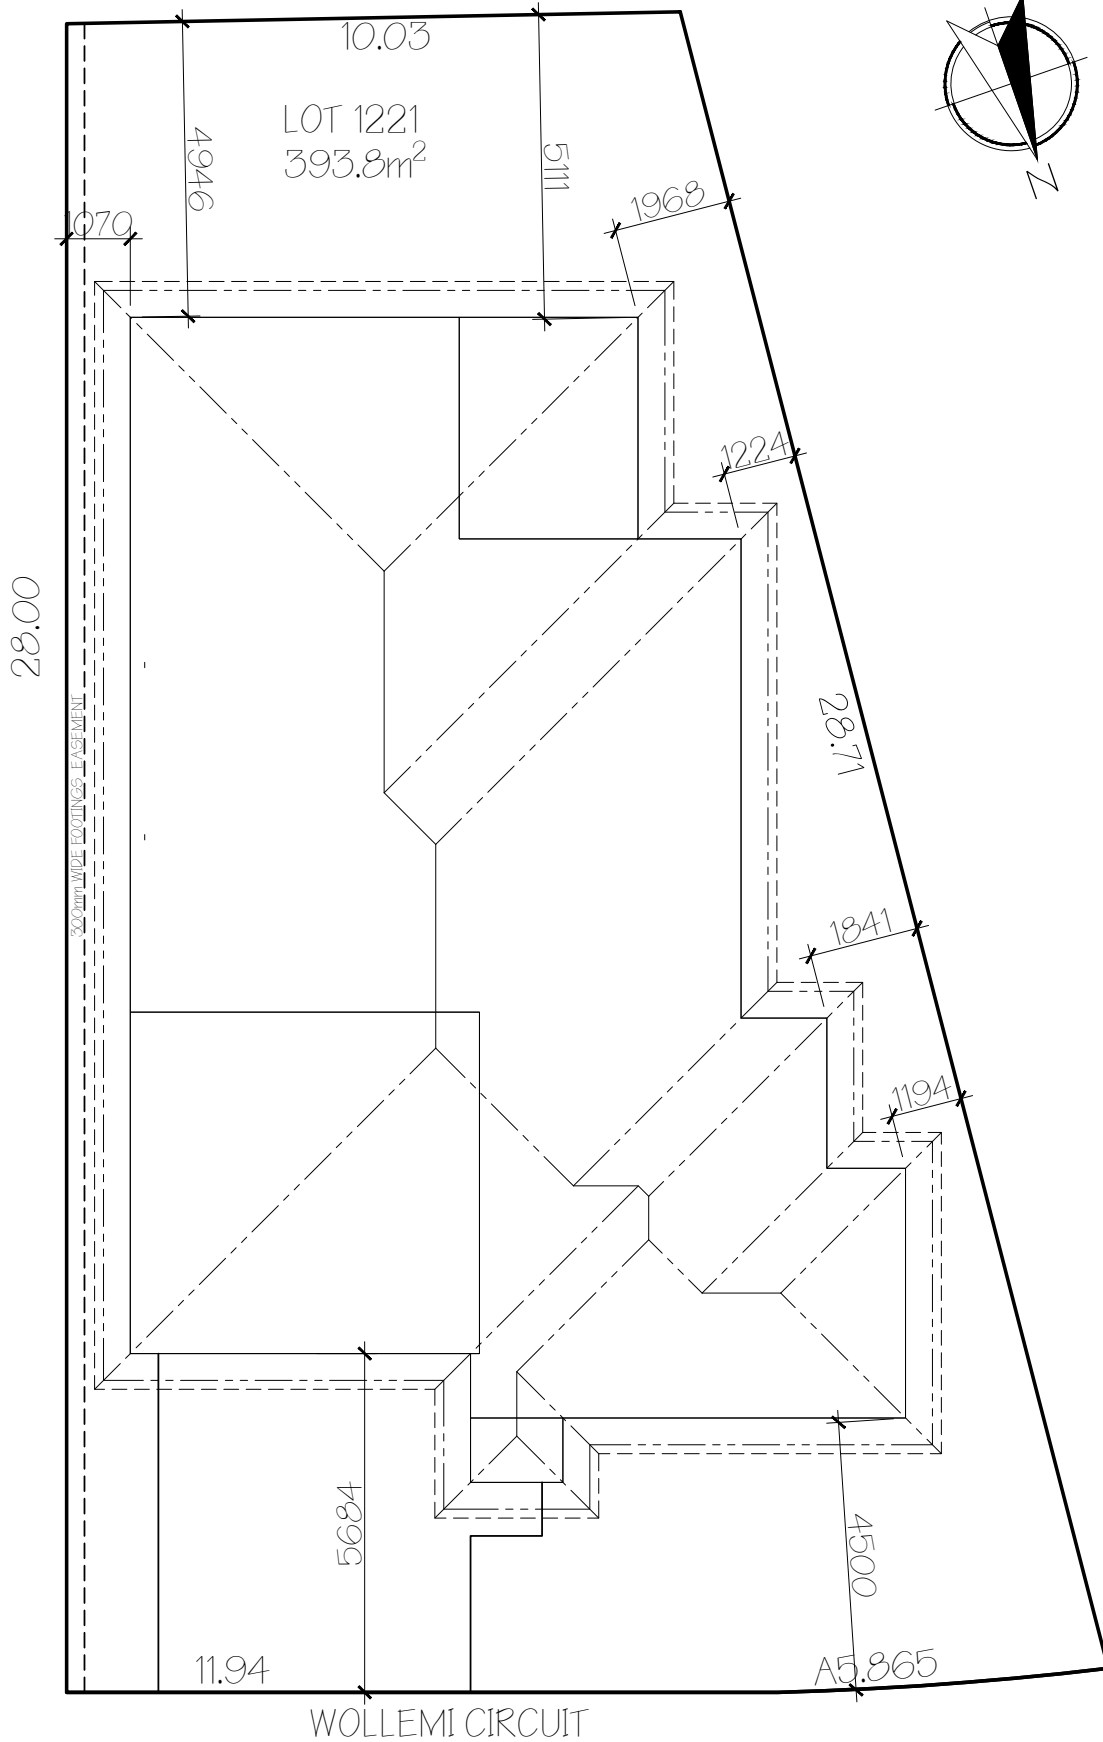 10.03
LOT 1221
393.8m²
4946
5111
1968
1070
N
1224
28.00
300mm WIDE FOOTINGS EASEMENT
28.71
1841
1194
5684
4500
11.94
A5.865
WOLLEMI CIRCUIT